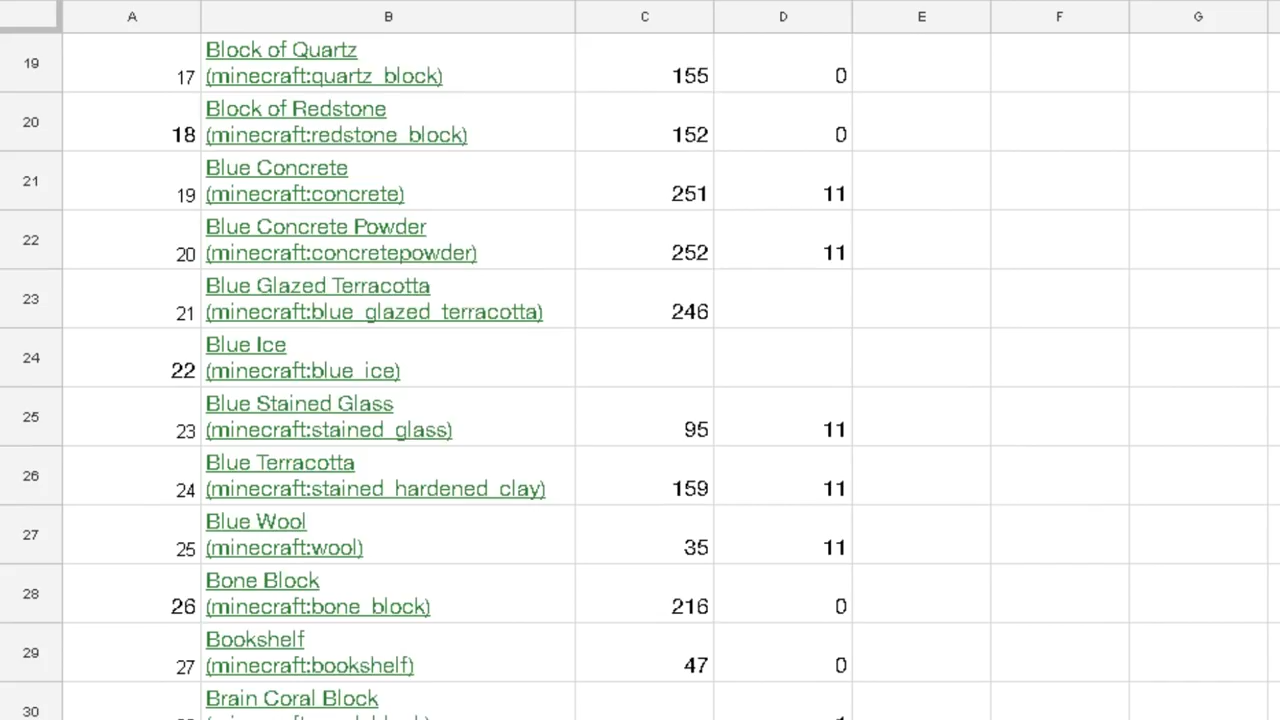 A B C D E F G
19 17 Block of Quartz
(minecraft:quartz_block) 155 0
20 18 Block of Redstone
(minecraft:redstone_block) 152 0
21 19 Blue Concrete
(minecraft:concrete) 251 11
22 20 Blue Concrete Powder
(minecraft:concretepowder) 252 11
23 21 Blue Glazed Terracotta
(minecraft:blue_glazed_terracotta) 246
24 22 Blue Ice
(minecraft:blue_ice)
25 23 Blue Stained Glass
(minecraft:stained_glass) 95 11
26 24 Blue Terracotta
(minecraft:stained_hardened_clay) 159 11
27 25 Blue Wool
(minecraft:wool) 35 11
28 26 Bone Block
(minecraft:bone_block) 216 0
29 27 Bookshelf
(minecraft:bookshelf) 47 0
30 Brain Coral Block